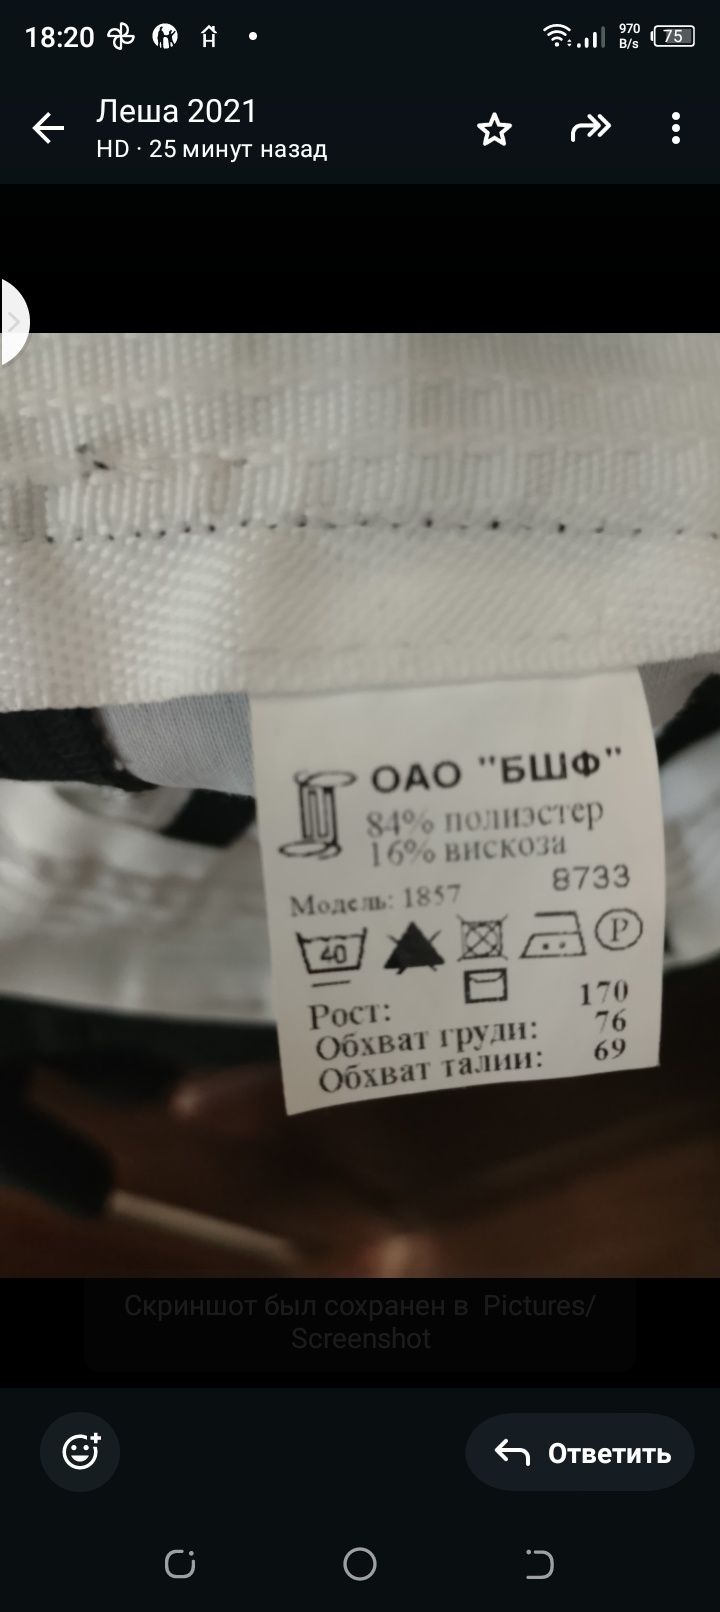 18:20
970
B/s
75
Леша 2021
HD · 25 минут назад
ОАО "БШФ"
84% полиэстер
16% вискоза
8733
Модель: 1857
40
P
Рост: 170
Обхват груди: 76
Обхват талии: 69
Скриншот был сохранен в Pictures/
Screenshot
Ответить